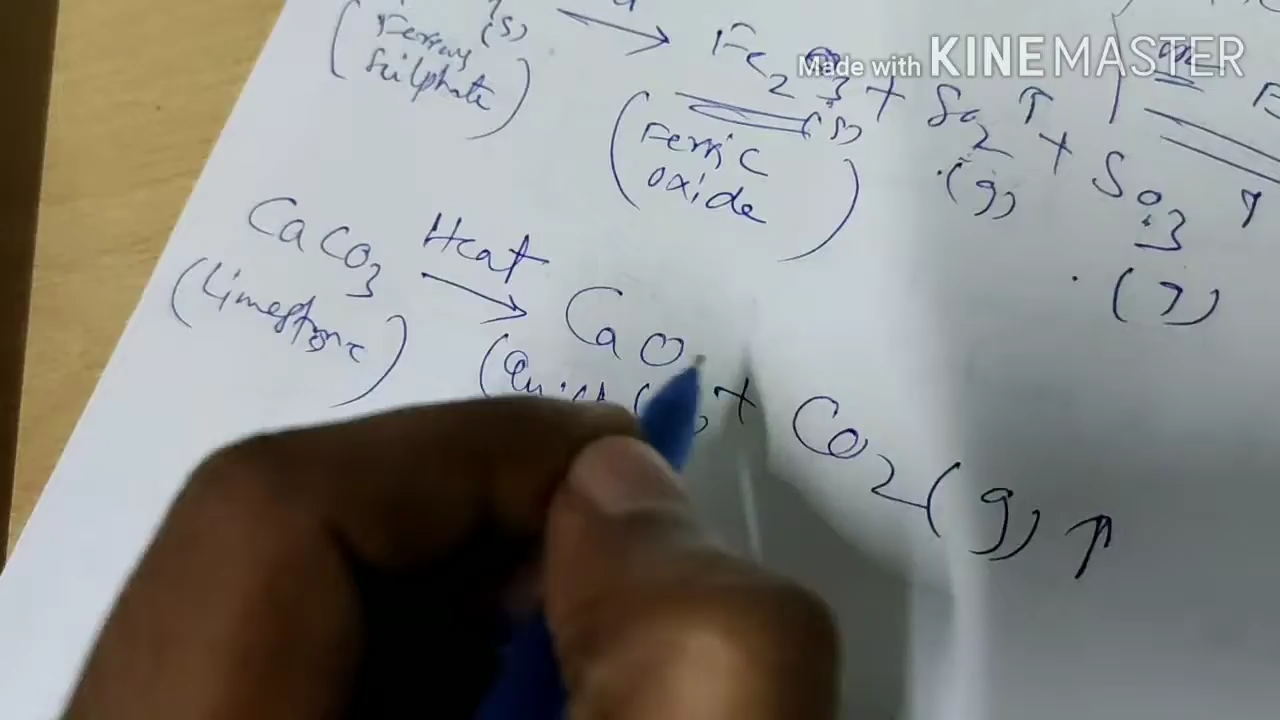 Made with KINEMASTER
Fe2O3 + So2 ↑ + So3 ↑
(Ferrous (s)
Sulphate)
(s) (g)
(Ferric
oxide)
CaCo3 Heat → CaO + Co2 (g) ↑
(Limestone)